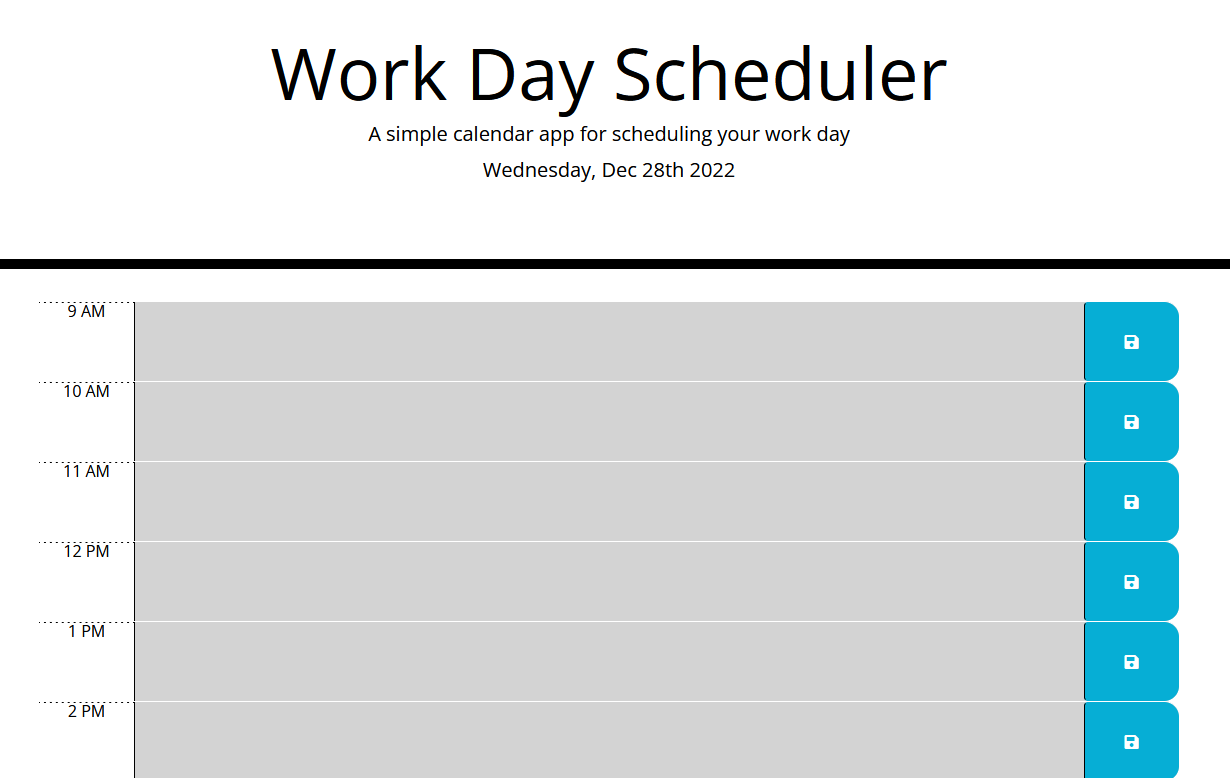 Work Day Scheduler
A simple calendar app for scheduling your work day
Wednesday, Dec 28th 2022
9 AM
10 AM
11 AM
12 PM
1 PM
2 PM